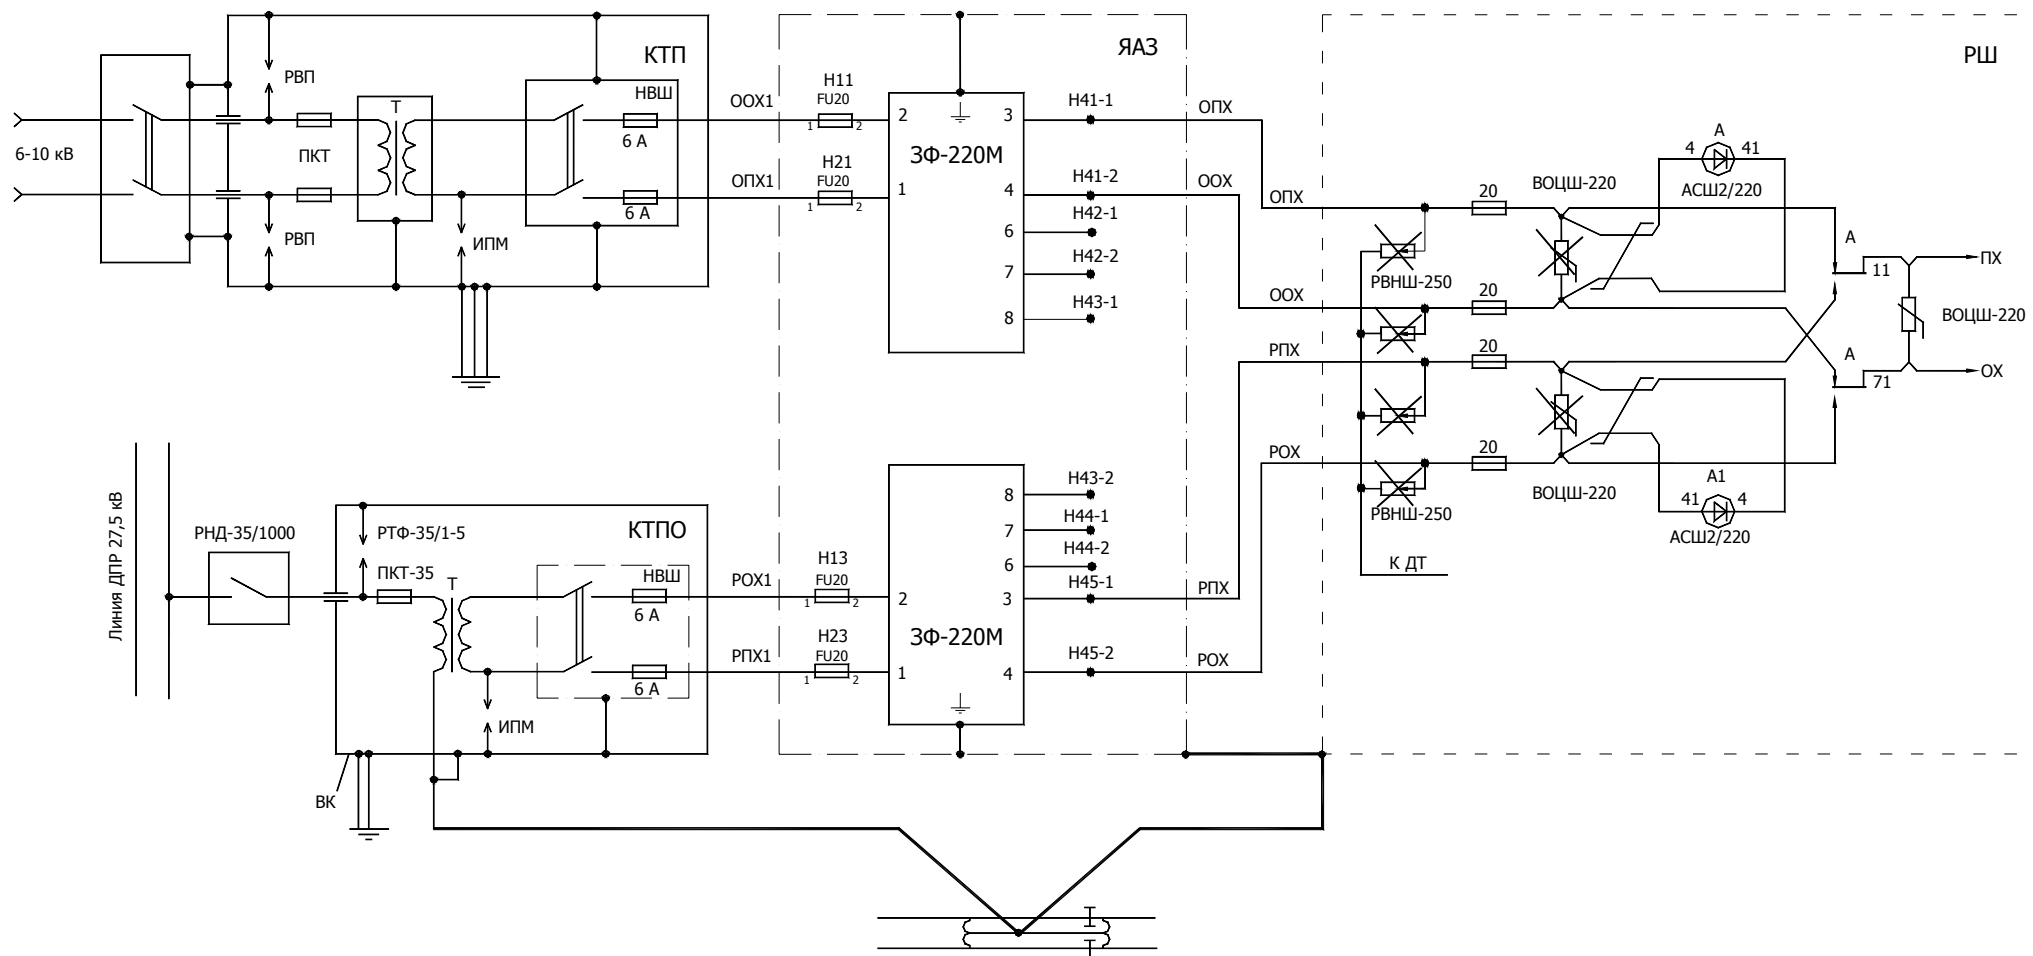 КТП
ЯАЗ
РШ
РВП
Т
НВШ
ООХ1
Н11
FU20
1 2
2
3
Н41-1
ОПХ
6-10 кВ
ПКТ
6 А
ЗФ-220М
А
4 41
АСШ2/220
Н21
FU20
1 2
ОПХ1
1
4
Н41-2
ООХ
ОПХ
20
ВОЦШ-220
6 А
РВП
ИПМ
6
Н42-1
7
Н42-2
8
Н43-1
РВНШ-250
А
11
ПХ
ООХ
20
ВОЦШ-220
РПХ
20
А
71
ОХ
РОХ
20
ВОЦШ-220
А1
41 4
АСШ2/220
РВНШ-250
К ДТ
Линия ДПР 27,5 кВ
РНД-35/1000
РТФ-35/1-5
КТПО
ПКТ-35
Т
НВШ
6 А
РОХ1
Н13
FU20
1 2
2
8
Н43-2
7
Н44-1
6
Н44-2
3
Н45-1
РПХ
ЗФ-220М
6 А
РПХ1
Н23
FU20
1 2
1
4
Н45-2
РОХ
ИПМ
ВК